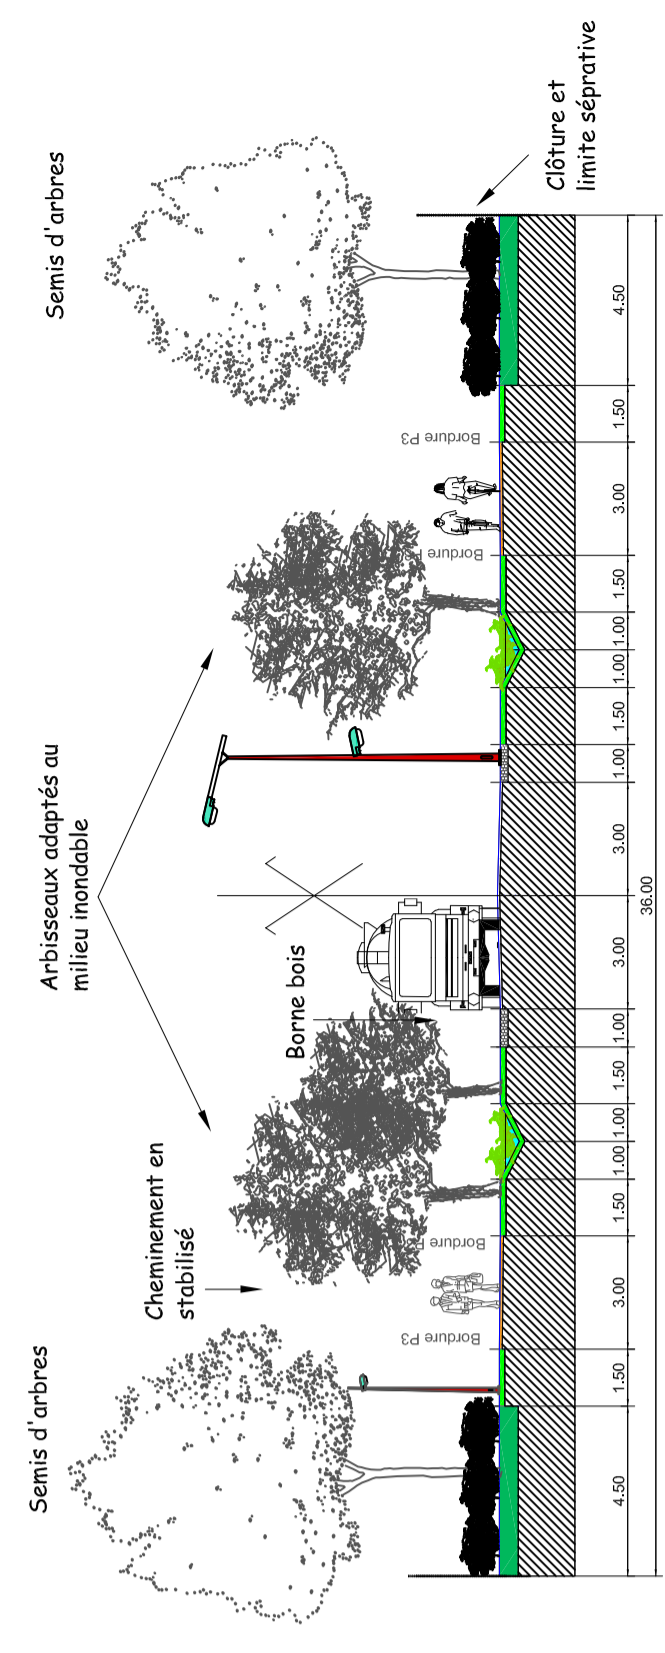 Semis d'arbres
Cheminement en
stabilisé
Borne bois
Arbisseaux adaptés au
milieu inondable
Semis d'arbres
Clôture et
limite séprative
Bordure P3
Bordure P
Bordure P
Bordure P3
4.50
1.50
3.00
1.50
1.00
1.00
1.50
1.00
3.00
3.00
1.00
1.50
1.00
1.00
1.50
3.00
1.50
4.50
36.00